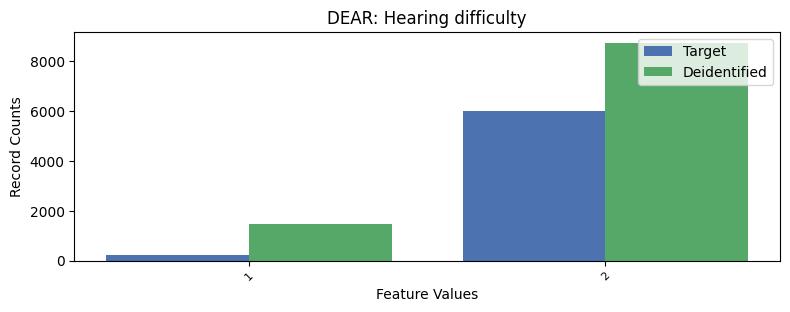 DEAR: Hearing difficulty
Target
Deidentified
Record Counts
8000
6000
4000
2000
0
1
2
Feature Values